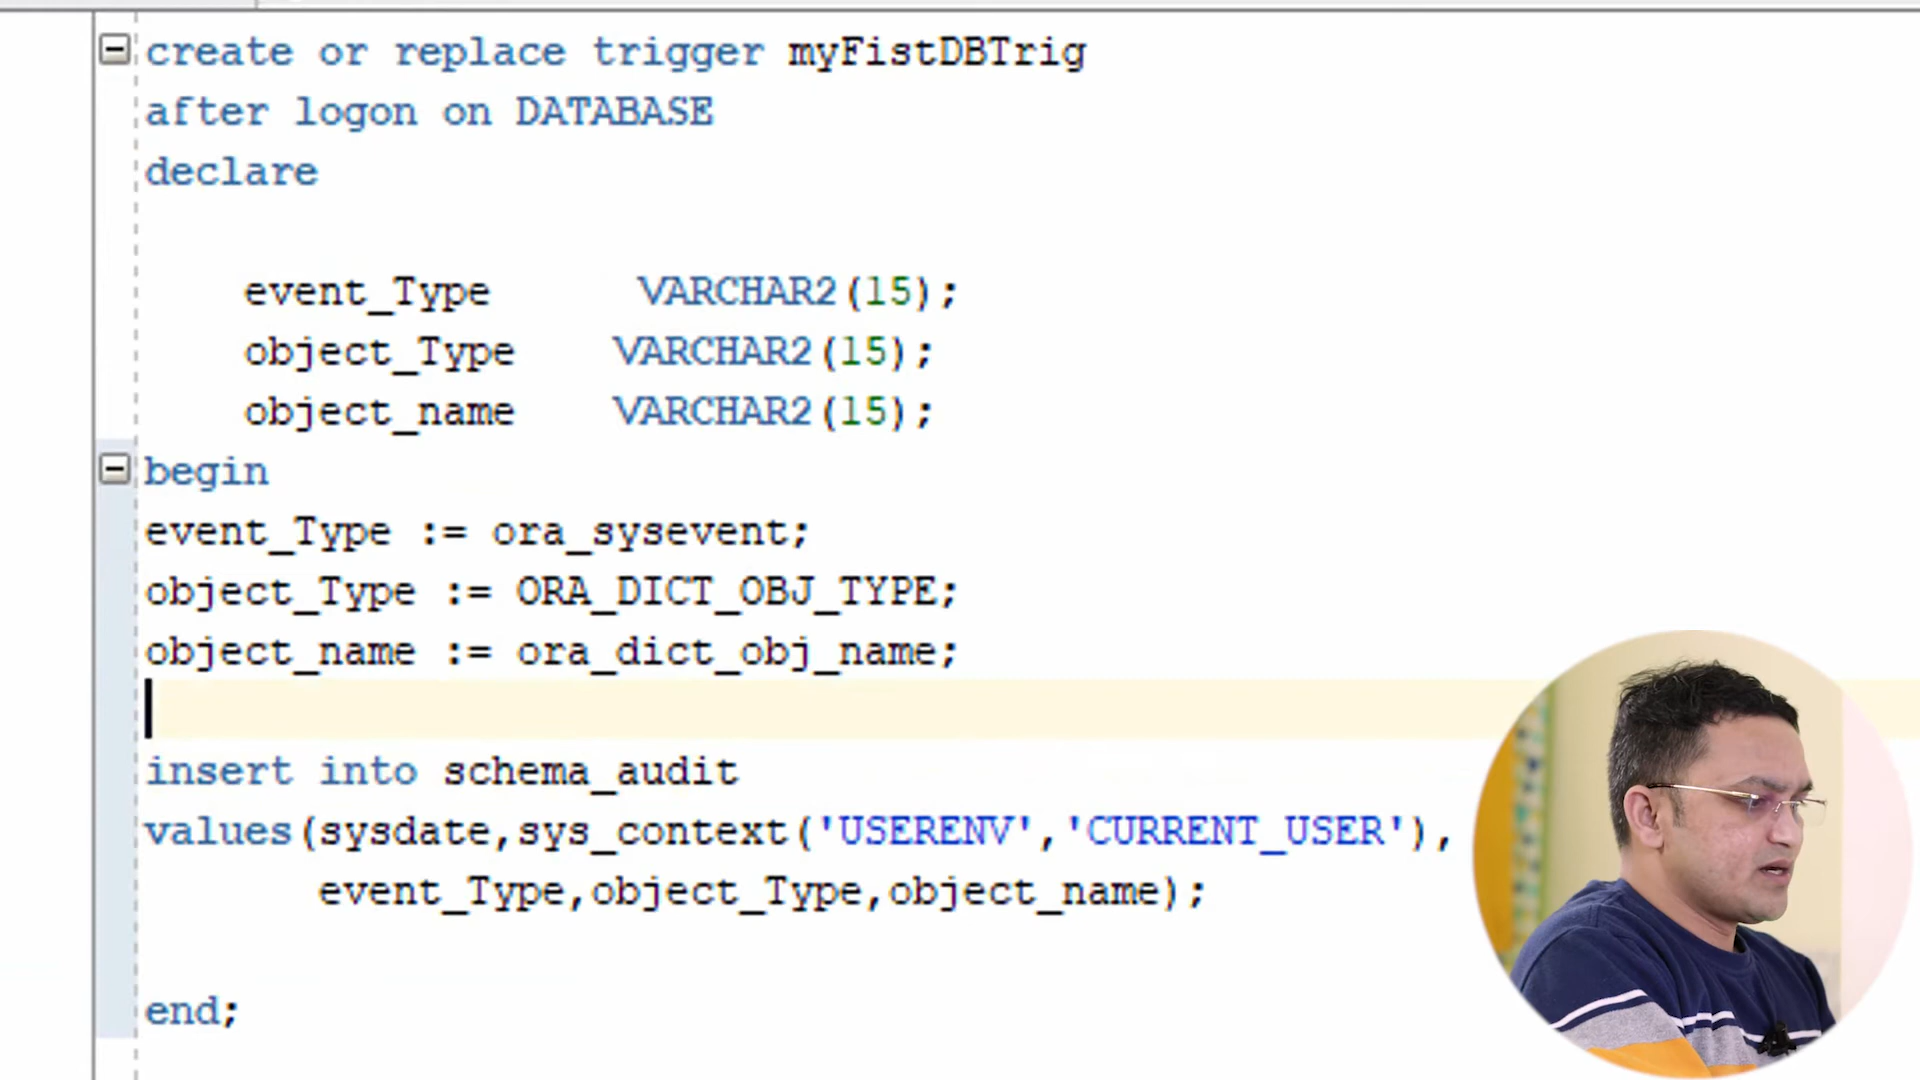 create or replace trigger myFistDBTrig
after logon on DATABASE
declare
event_Type VARCHAR2(15);
object_Type VARCHAR2(15);
object_name VARCHAR2(15);
begin
event_Type := ora_sysevent;
object_Type := ORA_DICT_OBJ_TYPE;
object_name := ora_dict_obj_name;
insert into schema_audit
values(sysdate,sys_context('USERENV','CURRENT_USER'),
event_Type,object_Type,object_name);
end;